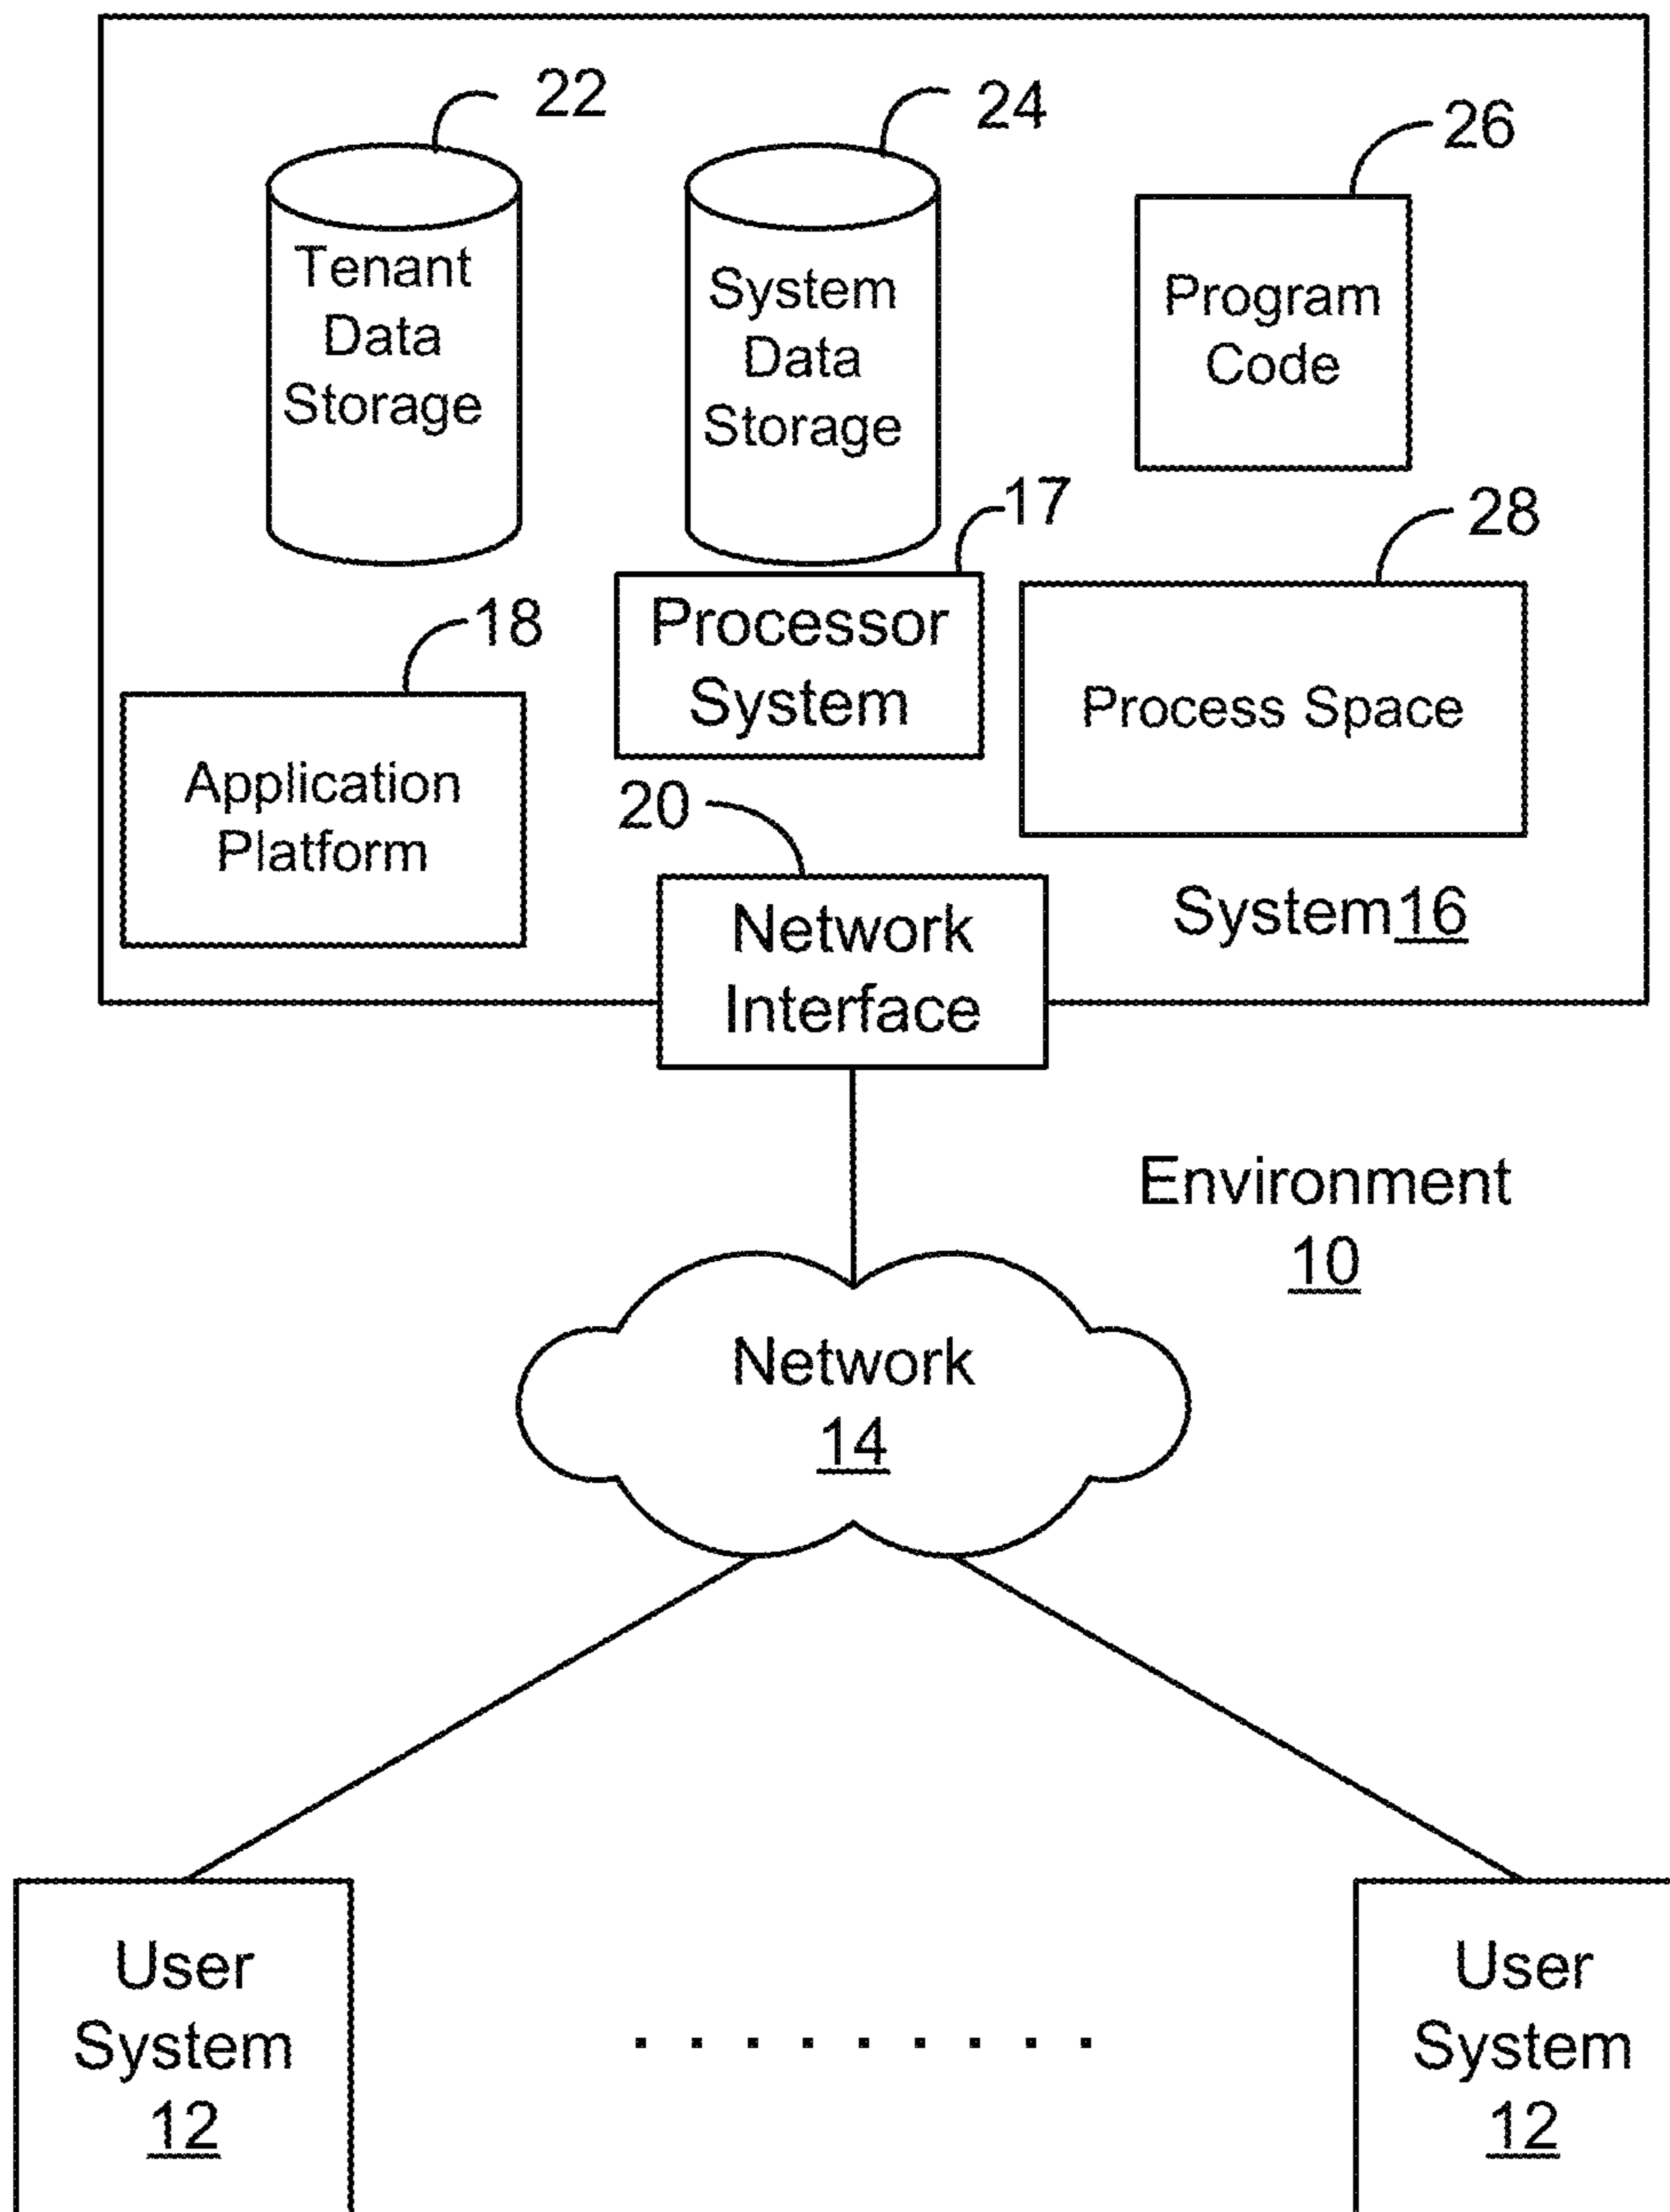 22
24
26
Tenant
Data
Storage
System
Data
Storage
Program
Code
17
28
18
Processor
System
Process Space
Application
Platform
20
Network
Interface
System16
Environment
10
Network
14
User
System
12
. . . . . . . . .
User
System
12